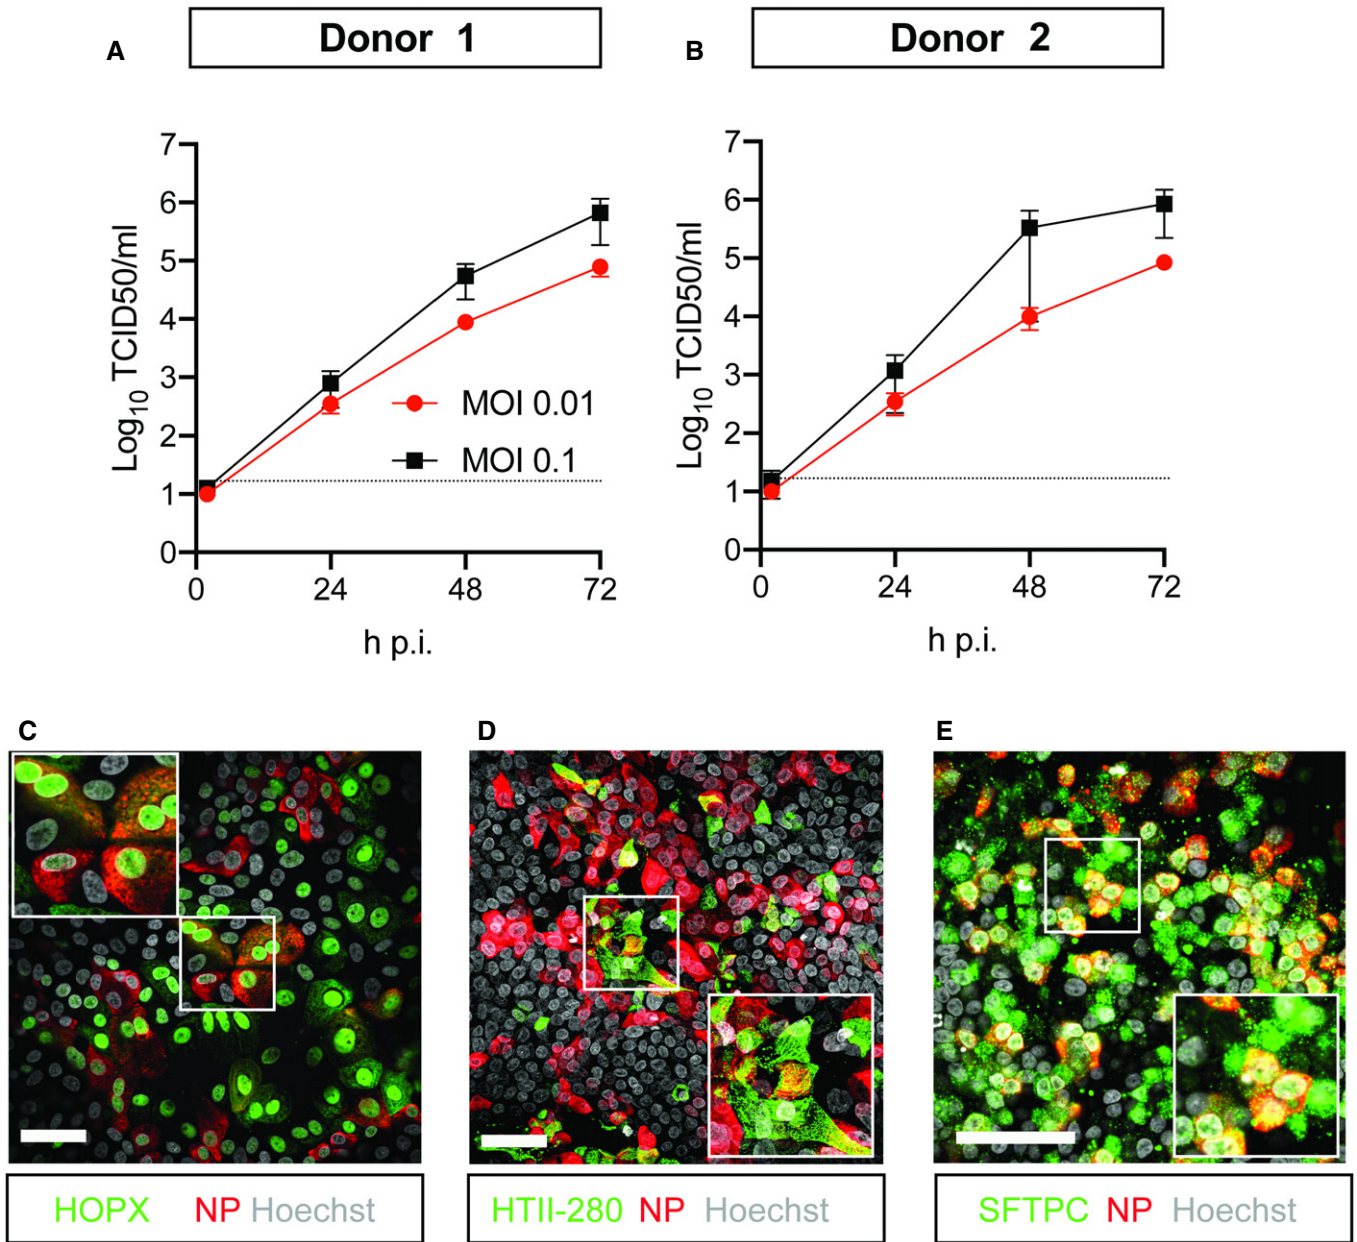 A
Donor 1
B
Donor 2
7
6
5
4
3
2
1
0
Log10 TCID50/ml
MOI 0.01
MOI 0.1
0
24
48
72
h p.i.
7
6
5
4
3
2
1
0
Log10 TCID50/ml
0
24
48
72
h p.i.
C
D
E
HOPX NP Hoechst
HTII-280 NP Hoechst
SFTPC NP Hoechst